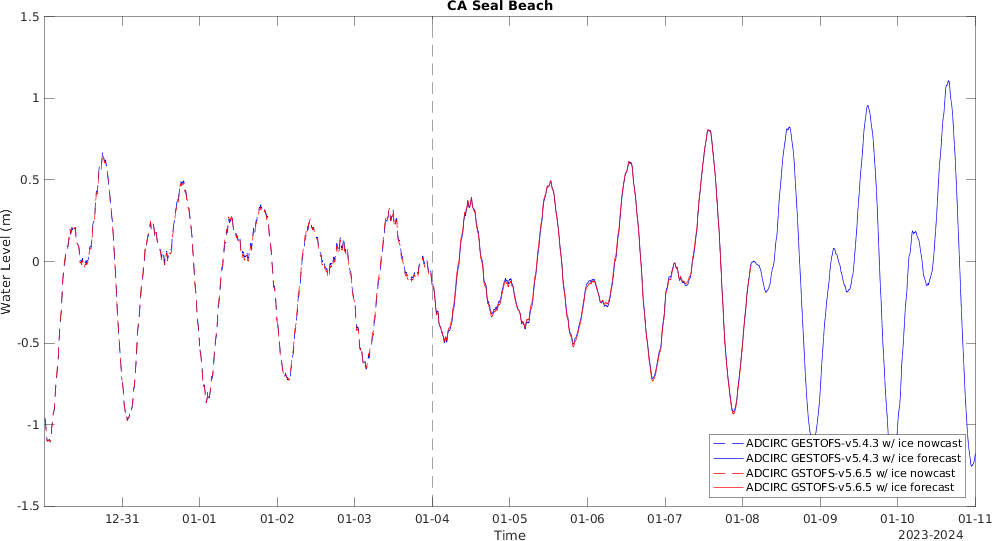 CA Seal Beach
1.5
1
0.5
0
-0.5
-1
-1.5
Water Level (m)
12-31 01-01 01-02 01-03 01-04 01-05 01-06 01-07 01-08 01-09 01-10 01-11
Time
2023-2024
ADCIRC GESTOFS-v5.4.3 w/ ice nowcast
ADCIRC GESTOFS-v5.4.3 w/ ice forecast
ADCIRC GSTOFS-v5.6.5 w/ ice nowcast
ADCIRC GSTOFS-v5.6.5 w/ ice forecast